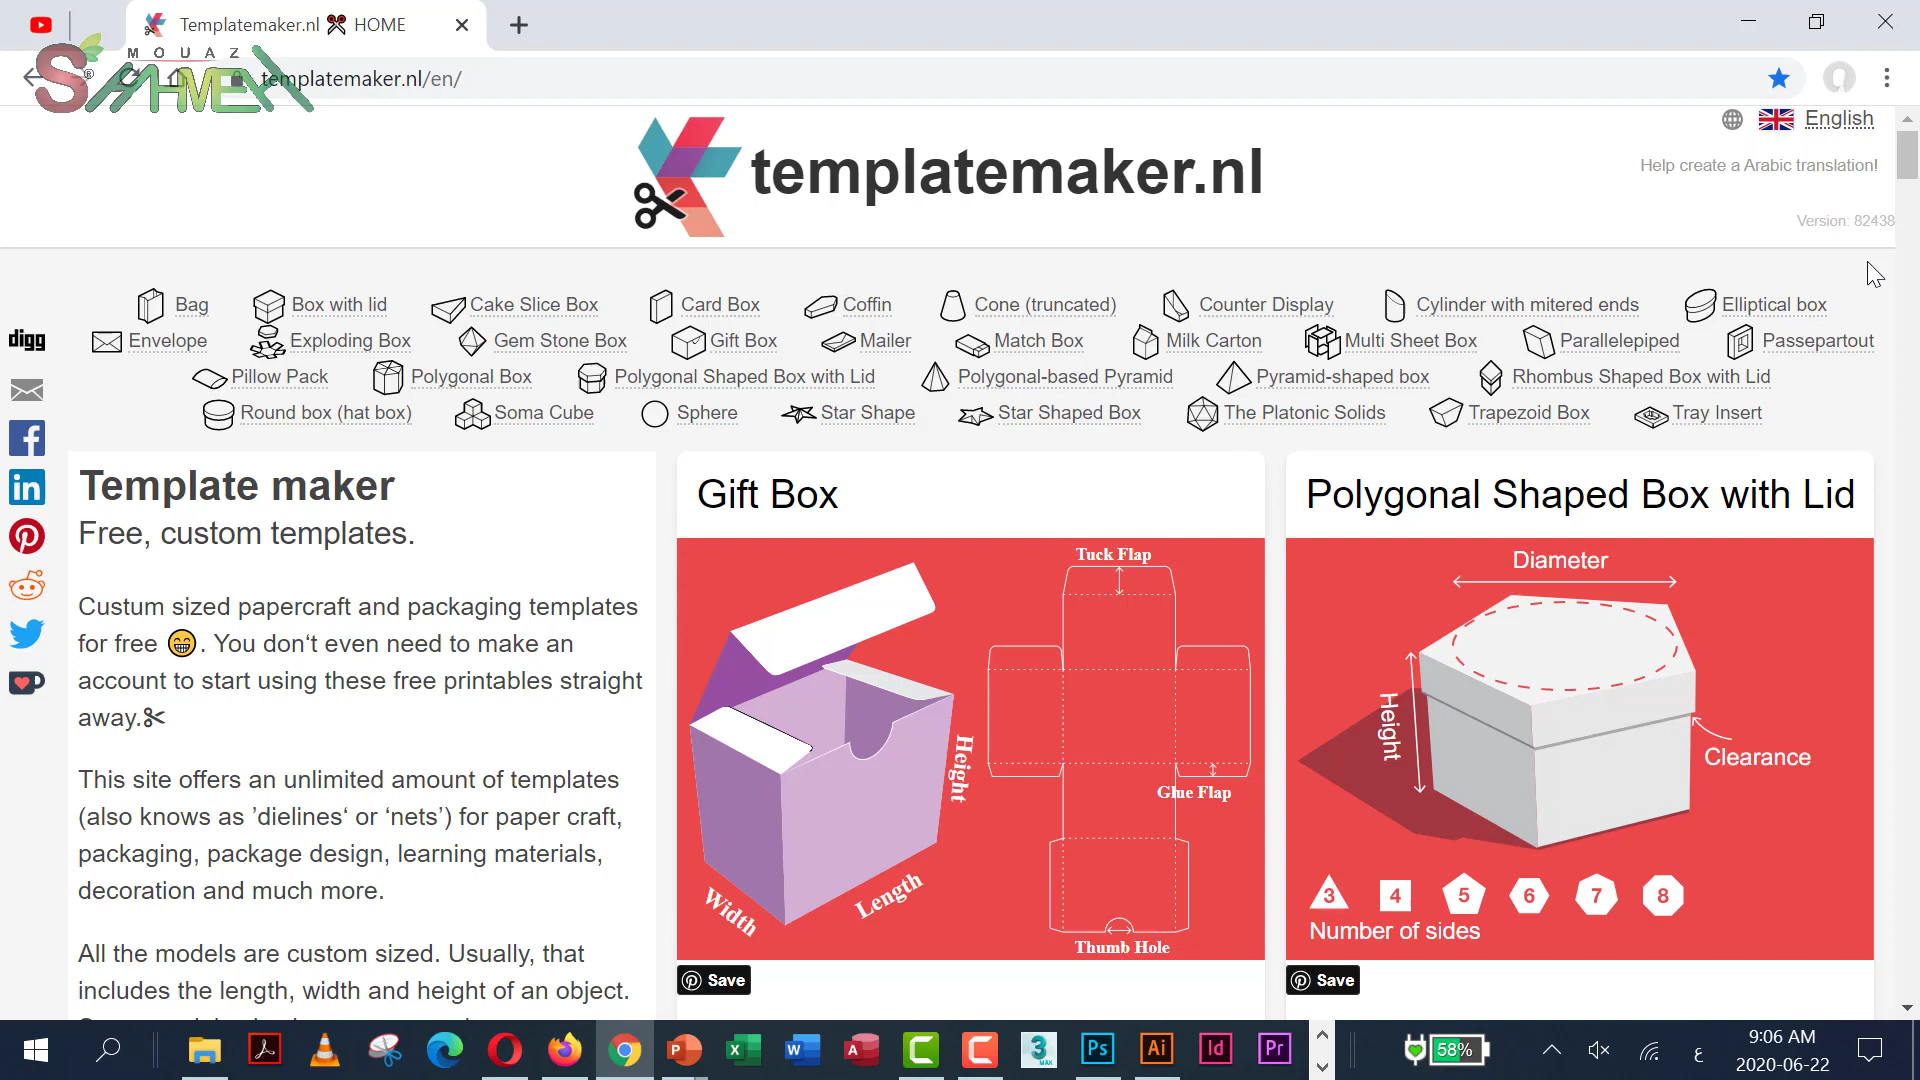 Templatemaker.nl HOME
MOUAZ
SAHMEH
templatemaker.nl/en/
English
Help create a Arabic translation!
Version: 82438
templatemaker.nl
Bag
Box with lid
Cake Slice Box
Card Box
Coffin
Cone (truncated)
Counter Display
Cylinder with mitered ends
Elliptical box
digg
Envelope
Exploding Box
Gem Stone Box
Gift Box
Mailer
Match Box
Milk Carton
Multi Sheet Box
Parallelepiped
Passepartout
Pillow Pack
Polygonal Box
Polygonal Shaped Box with Lid
Polygonal-based Pyramid
Pyramid-shaped box
Rhombus Shaped Box with Lid
Round box (hat box)
Soma Cube
Sphere
Star Shape
Star Shaped Box
The Platonic Solids
Trapezoid Box
Tray Insert
Template maker
Free, custom templates.
Custum sized papercraft and packaging templates
for free 😁. You don‘t even need to make an
account to start using these free printables straight
away.✂
This site offers an unlimited amount of templates
(also knows as ’dielines‘ or ‘nets’) for paper craft,
packaging, package design, learning materials,
decoration and much more.
All the models are custom sized. Usually, that
includes the length, width and height of an object.
Gift Box
Tuck Flap
Height
Glue Flap
Width
Length
Thumb Hole
Save
Polygonal Shaped Box with Lid
Diameter
Height
Clearance
3 4 5 6 7 8
Number of sides
Save
58%
ع
9:06 AM
2020-06-22